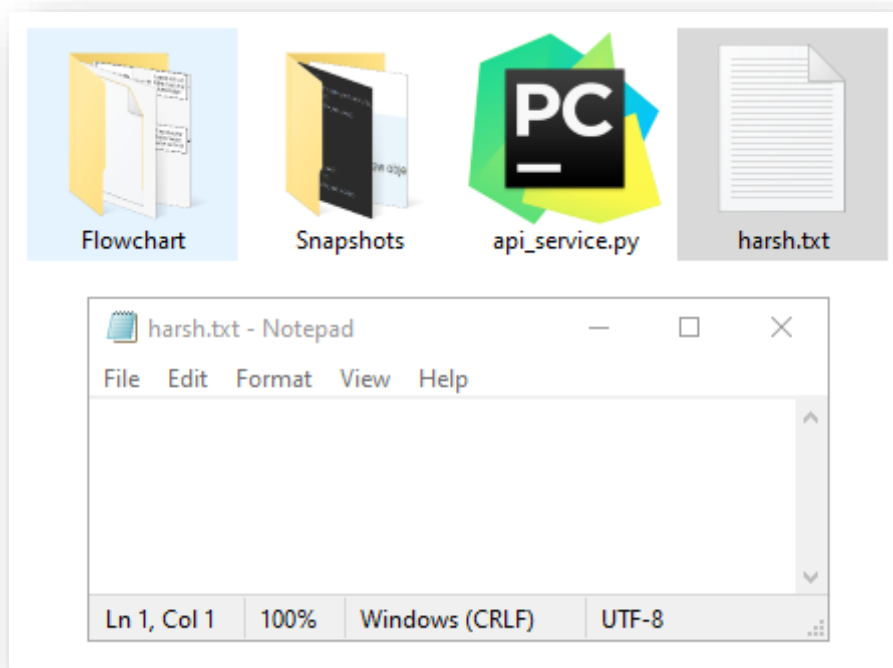 PC
Flowchart
Snapshots
api_service.py
harsh.txt
harsh.txt - Notepad
File Edit Format View Help
Ln 1, Col 1 100% Windows (CRLF) UTF-8